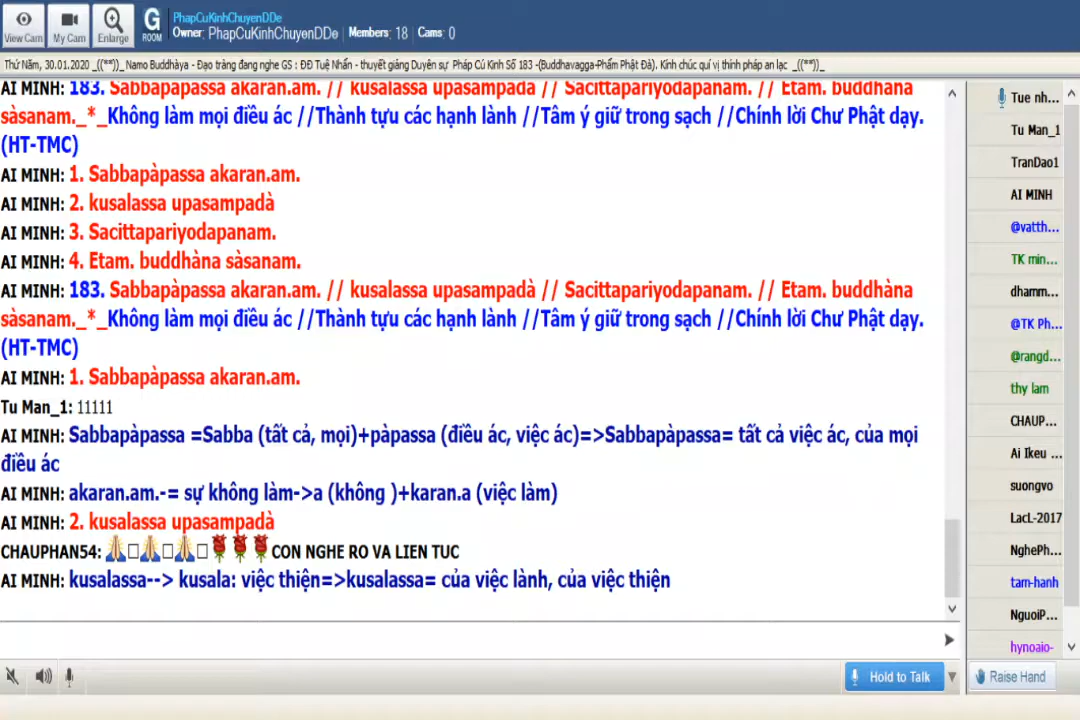 PhapCuKinhChuyenDDe
Owner: PhapCuKinhChuyenDDe Members: 18 Cams: 0
View Cam My Cam Enlarge G ROOM
Thứ Năm, 30.01.2020 _((**))_ Namo Buddhàya - Đạo tràng đang nghe GS : ĐĐ Tuệ Nhẫn - thuyết giảng Duyên sự Pháp Cú Kinh Số 183 -(Buddhavagga-Phẩm Phật Đà). Kính chúc quí vị thính pháp an lạc _((**))_
AI MINH: 183. Sabbapàpassa akaran.am. // kusalassa upasampadà // Sacittapariyodapanam. // Etam. buddhàna
sàsanam._*_Không làm mọi điều ác //Thành tựu các hạnh lành //Tâm ý giữ trong sạch //Chính lời Chư Phật dạy.
(HT-TMC)
AI MINH: 1. Sabbapàpassa akaran.am.
AI MINH: 2. kusalassa upasampadà
AI MINH: 3. Sacittapariyodapanam.
AI MINH: 4. Etam. buddhàna sàsanam.
AI MINH: 183. Sabbapàpassa akaran.am. // kusalassa upasampadà // Sacittapariyodapanam. // Etam. buddhàna
sàsanam._*_Không làm mọi điều ác //Thành tựu các hạnh lành //Tâm ý giữ trong sạch //Chính lời Chư Phật dạy.
(HT-TMC)
AI MINH: 1. Sabbapàpassa akaran.am.
Tu Man_1: 11111
AI MINH: Sabbapàpassa =Sabba (tất cả, mọi)+pàpassa (điều ác, việc ác)=>Sabbapàpassa= tất cả việc ác, của mọi
điều ác
AI MINH: akaran.am.-= sự không làm->a (không )+karan.a (việc làm)
AI MINH: 2. kusalassa upasampadà
CHAUPHAN54: 🙏□🙏□🙏□🌹🌹🌹CON NGHE RO VA LIEN TUC
AI MINH: kusalassa--> kusala: việc thiện=>kusalassa= của việc lành, của việc thiện
Tue nh...
Tu Man_1
TranDao1
AI MINH
@vatth...
TK min...
dhamm...
@TK Ph...
@rangd...
thy lam
CHAUP...
Ai Ikeu ...
suongvo
LacL-2017
NghePh...
tam-hanh
NguoiP...
hynoaio-
Hold to Talk
Raise Hand